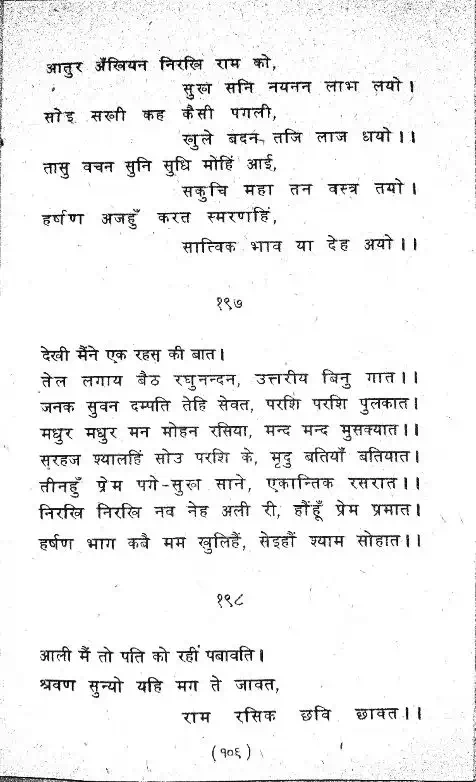 आतुर अँखियन निरखि राम को,
सुख सनि नयनन लाभ लयो।
सोइ सखी कह कैसी पगली,
खुले बदन, तजि लाज धयो।।
तासु वचन सुनि सुधि मोहिं आई,
सकुचि महा तन वस्त्र तयो।
हर्षण अजहुँ करत स्मरणहिं,
सात्विक भाव या देह अयो।।
१९७
देखी मैंने एक रहस की बात।
तेल लगाय बैठ रघुनन्दन, उत्तरीय बिनु गात।।
जनक सुवन दम्पति तेहि सेवत, परशि परशि पुलकात।
मधुर मधुर मन मोहन रसिया, मन्द मन्द मुसक्यात।।
सरहज श्यालहिं सोउ परशि के, मृदु बतियाँ बतियात।
तीनहुँ प्रेम पगे-सुख साने, एकान्तिक रसरात।।
निरखि निरखि नव नेह अली री, हौंहूँ प्रेम प्रमात।
हर्षण भाग कबै मम खुलिहैं, सेइहौं श्याम सोहात।।
१९८
आली मैं तो पति को रहीं पबावति।
श्रवण सुन्यो यहि मग ते जावत,
राम रसिक छवि छावत।।
(१०६)